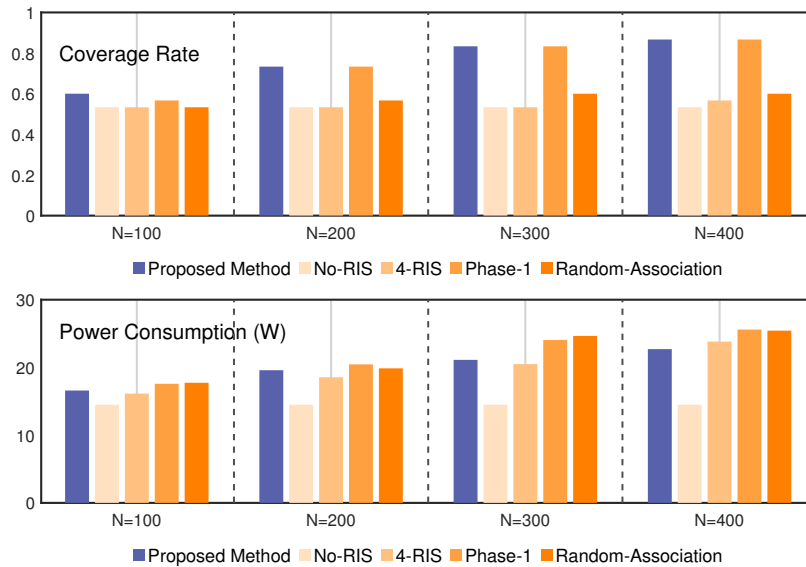 1
Coverage Rate
0.8
0.6
0.4
0.2
0
N=100 N=200 N=300 N=400
Proposed Method No-RIS 4-RIS Phase-1 Random-Association
30
Power Consumption (W)
20
10
0
N=100 N=200 N=300 N=400
Proposed Method No-RIS 4-RIS Phase-1 Random-Association